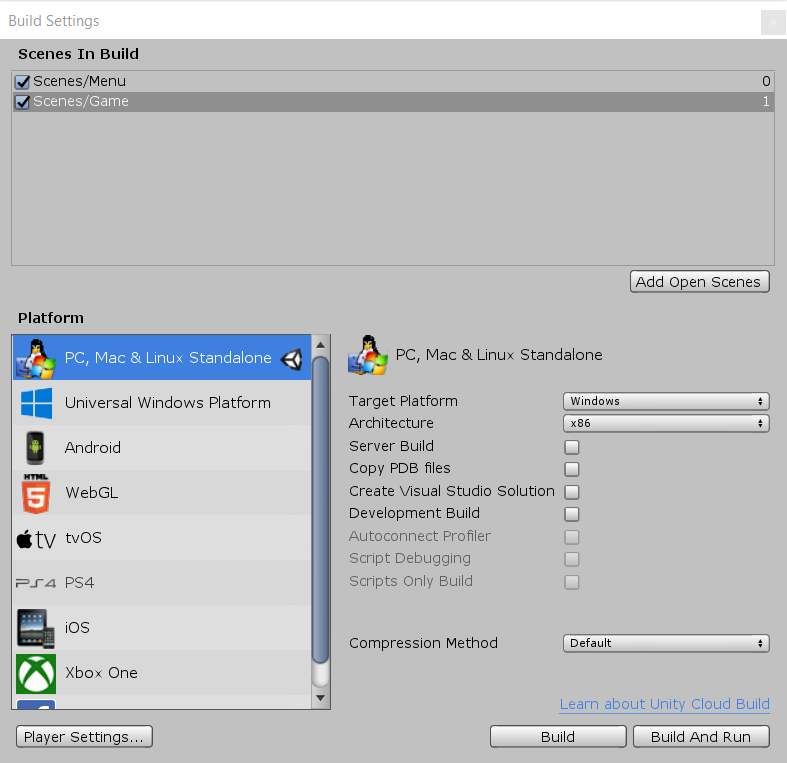 Build Settings
Scenes In Build
Scenes/Menu 0
Scenes/Game 1
Add Open Scenes
Platform
PC, Mac & Linux Standalone
Universal Windows Platform
Android
HTML
5
WebGL
tv
tvOS
PS4
PS4
iOS
Xbox One
PC, Mac & Linux Standalone
Target Platform Windows
Architecture x86
Server Build
Copy PDB files
Create Visual Studio Solution
Development Build
Autoconnect Profiler
Script Debugging
Scripts Only Build
Compression Method Default
Learn about Unity Cloud Build
Player Settings...
Build
Build And Run